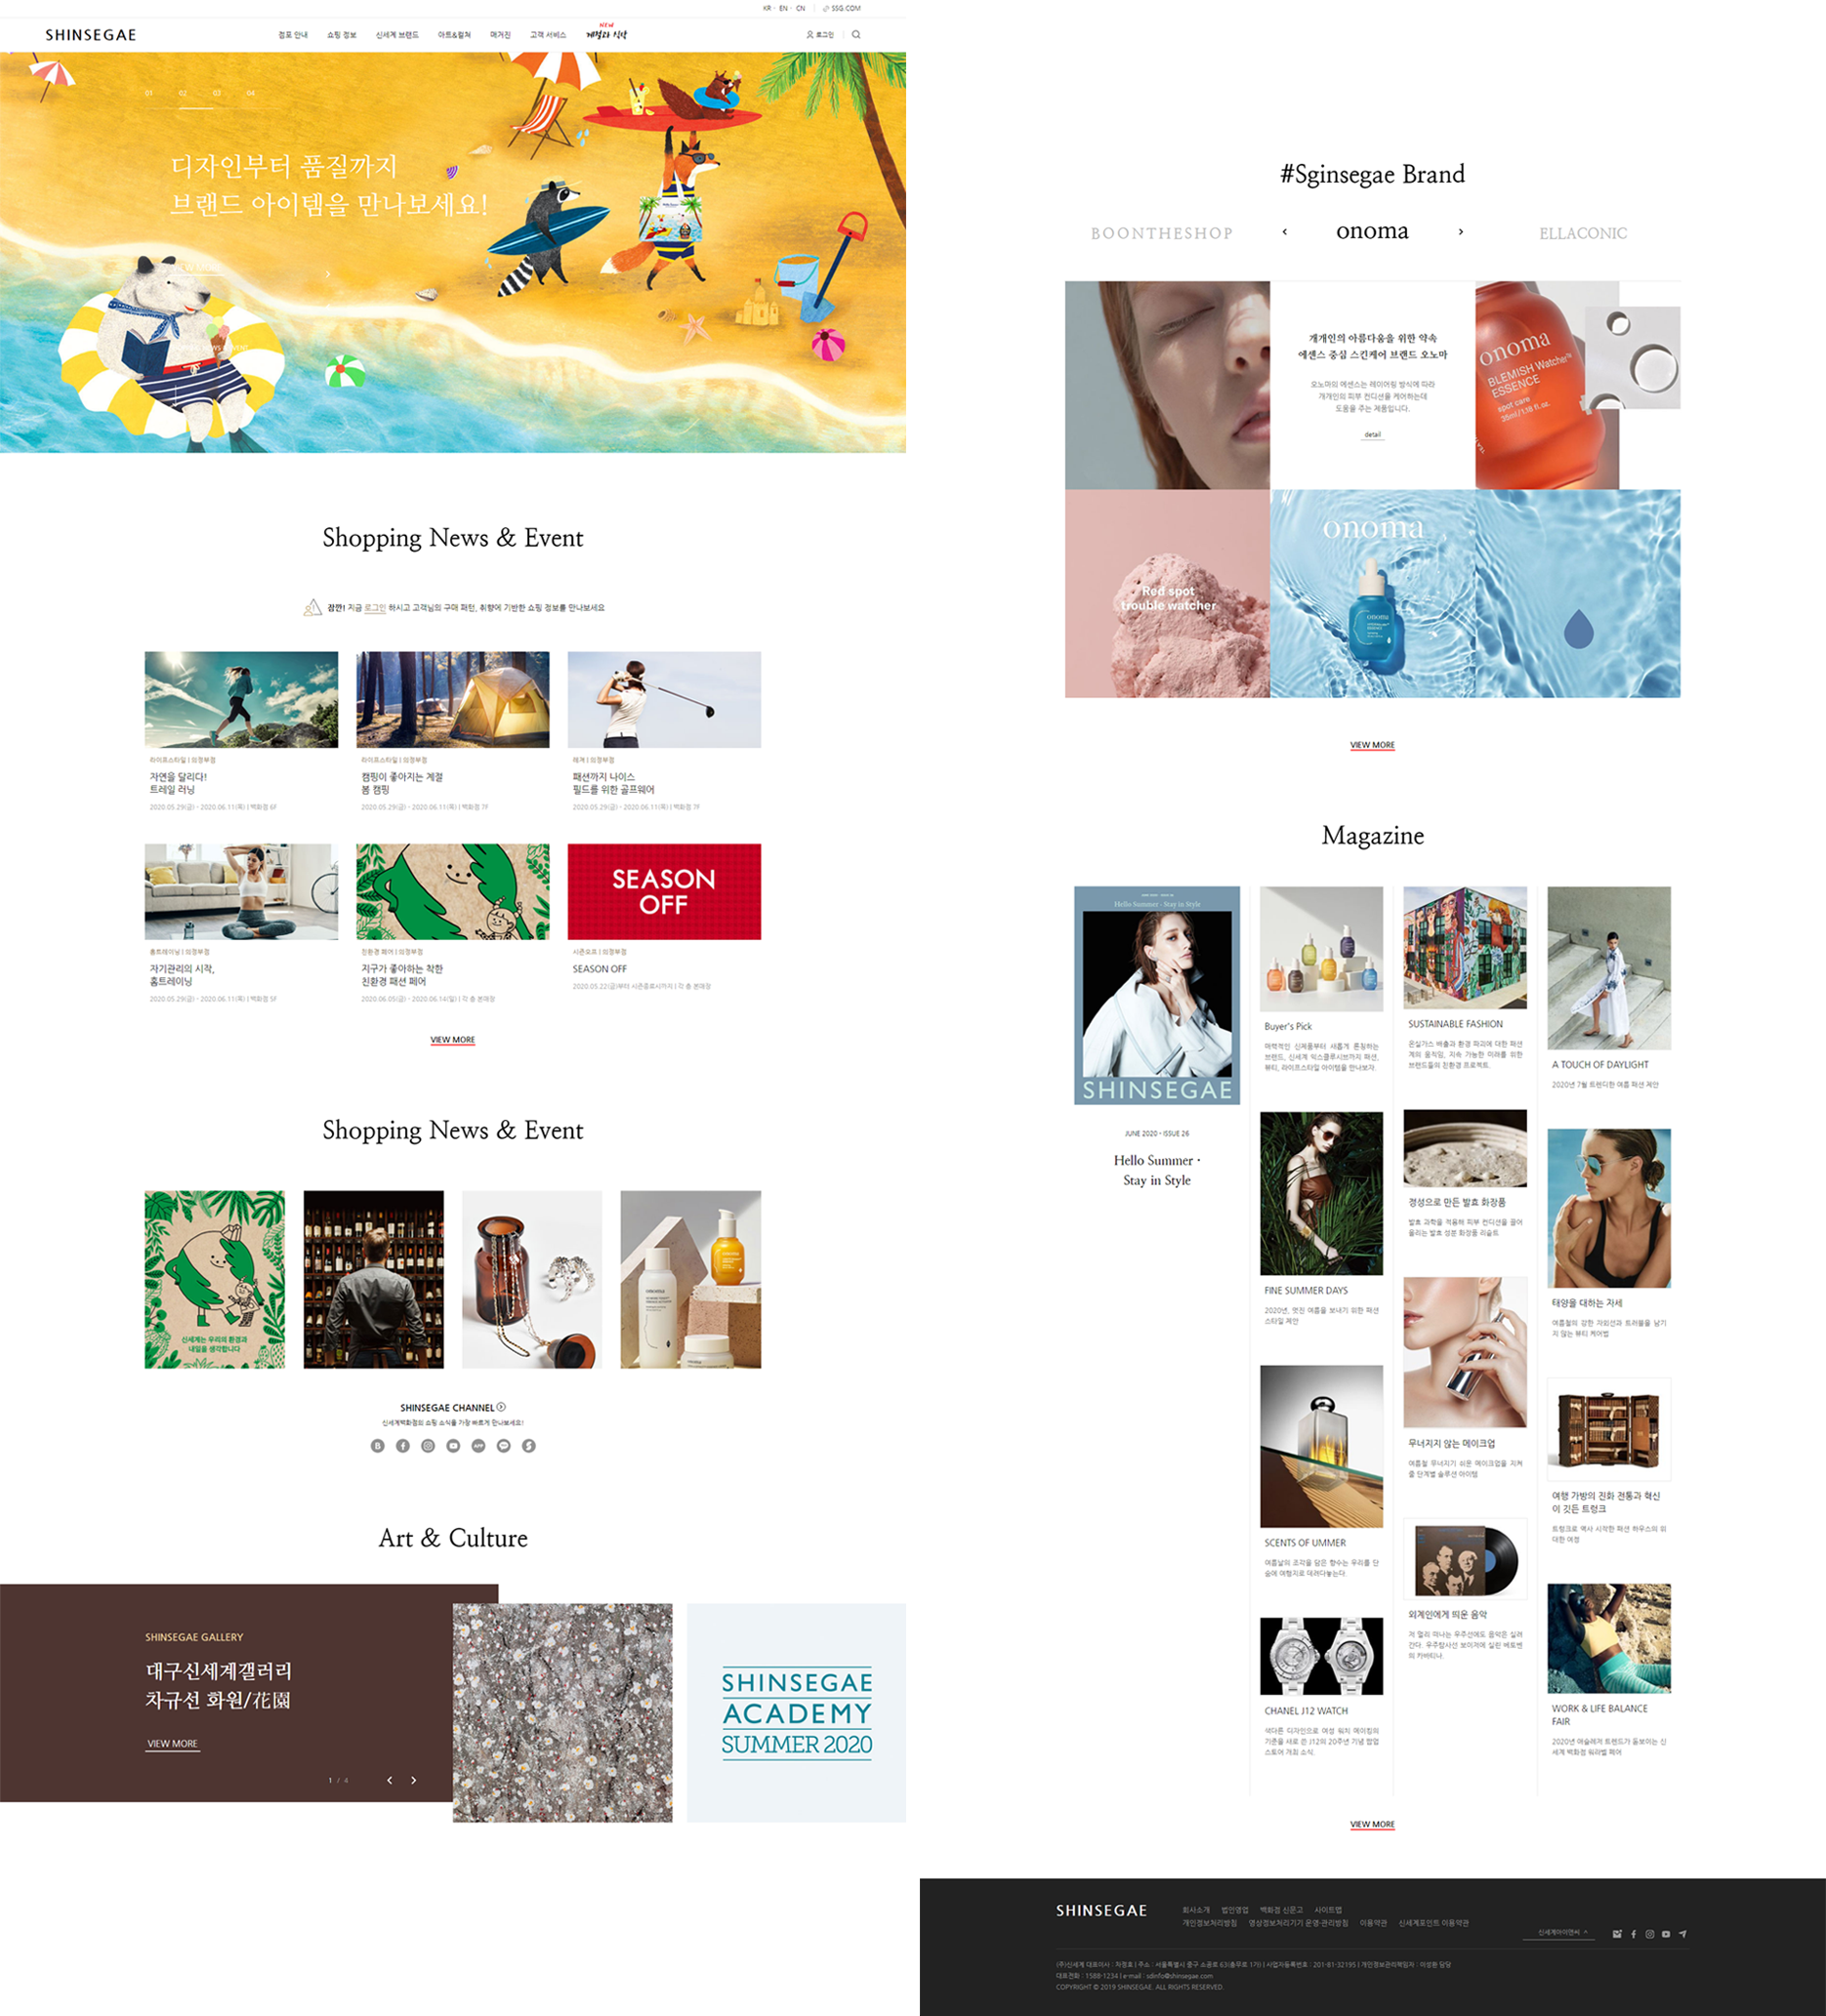 KR · EN · CN
SSG.COM
SHINSEGAE
점포 안내
쇼핑 정보
신세계 브랜드
아트&컬쳐
매거진
고객 서비스
NEW
계절과 식탁
로그인
01 02 03 04
디자인부터 품질까지
브랜드 아이템을 만나보세요!
VIEW MORE
Shopping News & Event
잠깐! 지금 로그인 하시고 고객님의 구매 패턴, 취향에 기반한 쇼핑 정보를 만나보세요
라이프스타일 | 의정부점
자연을 달리다!
트레일 러닝
2020.05.29(금) - 2020.06.11(목) | 백화점 6F
라이프스타일 | 의정부점
캠핑이 좋아지는 계절
봄 캠핑
2020.05.29(금) - 2020.06.11(목) | 백화점 7F
레져 | 의정부점
패션까지 나이스
필드를 위한 골프웨어
2020.05.29(금) - 2020.06.11(목) | 백화점 7F
홈트레이닝 | 의정부점
자기관리의 시작,
홈트레이닝
2020.05.29(금) - 2020.06.11(목) | 백화점 5F
친환경 페어 | 의정부점
지구가 좋아하는 착한
친환경 패션 페어
2020.06.05(금) - 2020.06.14(일) | 각 층 본매장
SEASON
OFF
시즌오프 | 의정부점
SEASON OFF
2020.05.22(금)부터 시즌종료시까지 | 각 층 본매장
VIEW MORE
Shopping News & Event
신세계는 우리의 환경과
내일을 생각합니다
SHINSEGAE CHANNEL
신세계백화점의 쇼핑 소식을 가장 빠르게 만나보세요!
APP
Art & Culture
SHINSEGAE GALLERY
대구신세계갤러리
차규선 화원/花園
VIEW MORE
1 / 4
SHINSEGAE
ACADEMY
SUMMER 2020
#Sginsegae Brand
BOONTHESHOP
onoma
ELLACONIC
개개인의 아름다움을 위한 약속
에센스 중심 스킨케어 브랜드 오노마
오노마의 에센스는 레이어링 방식에 따라
개개인의 피부 컨디션을 케어하는데
도움을 주는 제품입니다.
detail
onoma
BLEMISH Watcher™
ESSENCE
spot care
35ml/1.18 fl.oz.
Red spot
trouble watcher
onoma
onoma
VIEW MORE
Magazine
Hello Summer · Stay in Style
SHINSEGAE
JUNE 2020 · ISSUE 26
Hello Summer ·
Stay in Style
Buyer's Pick
매력적인 신제품부터 새롭게 론칭하는
브랜드, 신세계 익스클루시브까지 패션,
뷰티, 라이프스타일 아이템을 만나보자.
FINE SUMMER DAYS
2020년, 멋진 여름을 보내기 위한 패션
스타일 제안
SCENTS OF UMMER
여름날의 조각을 담은 향수는 우리를 단
숨에 여행지로 데려다놓는다.
CHANEL J12 WATCH
색다른 디자인으로 여성 워치 메이킹의
기준을 새로 쓴 J12의 20주년 기념 팝업
스토어 개최 소식.
SUSTAINABLE FASHION
온실가스 배출과 환경 파괴에 대한 패션
계의 움직임, 지속 가능한 미래를 위한
브랜드들의 친환경 프로젝트.
정성으로 만든 발효 화장품
발효 과학을 적용해 피부 컨디션을 끌어
올리는 발효 성분 화장품 리슬트
무너지지 않는 메이크업
여름철 무너지기 쉬운 메이크업을 지켜
줄 단계별 솔루션 아이템
외계인에게 띄운 음악
저 멀리 떠나는 우주선에도 음악은 실려
간다. 우주탐사선 보이저에 실린 베토벤
의 카바티나.
A TOUCH OF DAYLIGHT
2020년 7월 트렌디한 여름 패션 제안
태양을 대하는 자세
여름철의 강한 자외선과 트러블을 남기
지 않는 뷰티 케어법
여행 가방의 진화 전통과 혁신
이 깃든 트렁크
트렁크로 역사 시작한 패션 하우스의 위
대한 여정
WORK & LIFE BALANCE
FAIR
2020년 애슬레저 트렌드가 돋보이는 신
세계 백화점 워라밸 페어
VIEW MORE
SHINSEGAE
회사소개 법인영업 백화점 신문고 사이트맵
개인정보처리방침 영상정보처리기기 운영·관리방침 이용약관 신세계포인트 이용약관
신세계아이앤씨
(주)신세계 대표이사 : 차정호 | 주소 : 서울특별시 중구 소공로 63(충무로 1가) | 사업자등록번호 : 201-81-32195 | 개인정보관리책임자 : 이성환 담당
대표전화 : 1588-1234 | e-mail : sdinfo@shinsegae.com
COPYRIGHT © 2019 SHINSEGAE. ALL RIGHTS RESERVED.